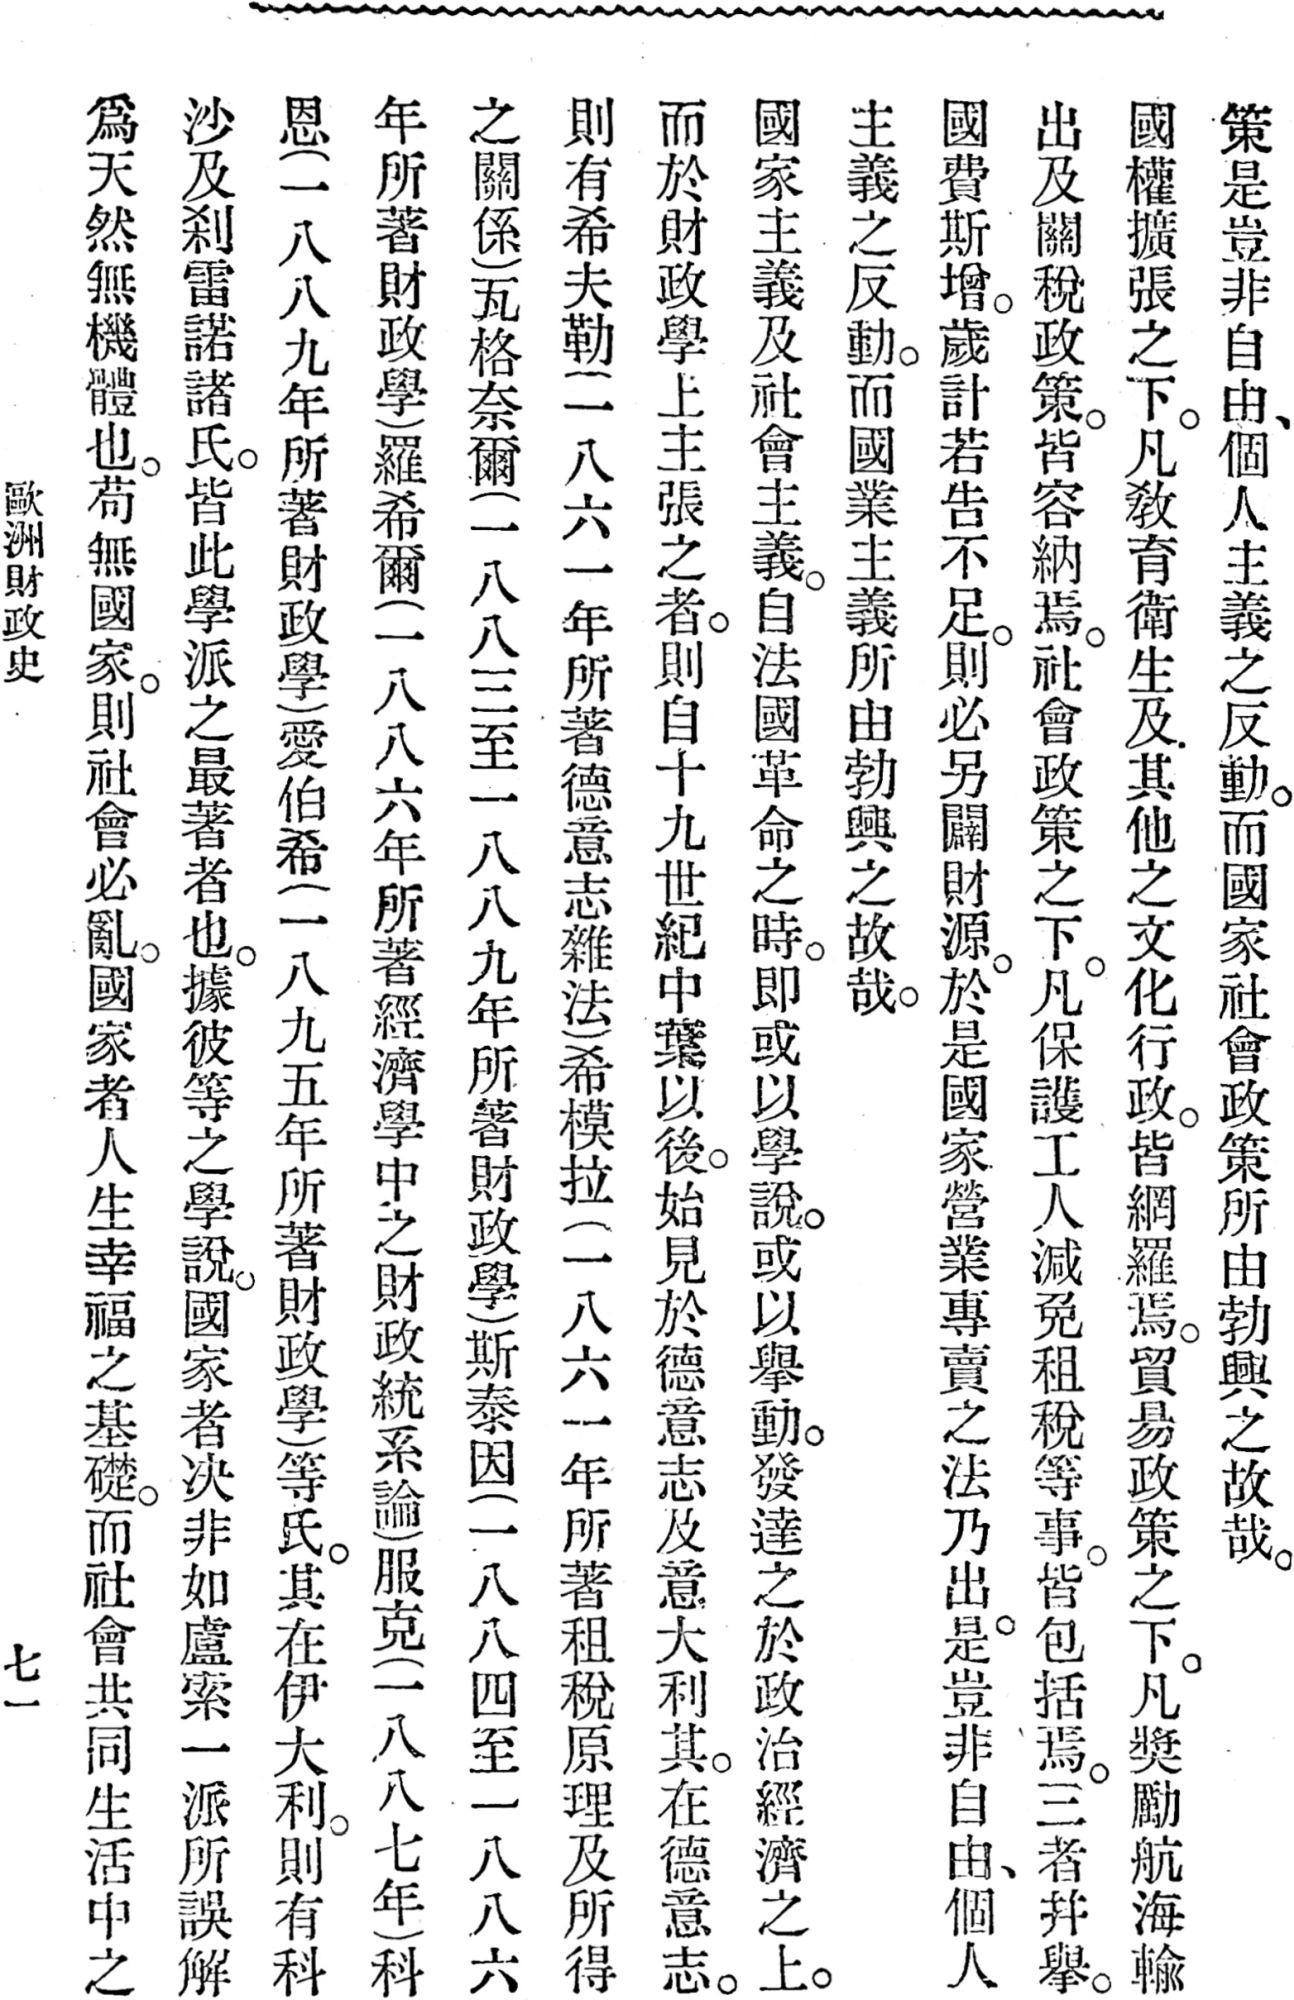 策是豈非自由、個人主義之反動。而國家社會政策所由勃興之故哉。
國權擴張之下。凡敎育衛生及其他之文化行政。皆網羅焉。貿易政策之下。凡獎勵航海輸
出及關稅政策。皆容納焉。社會政策之下。凡保護工人減免租稅等事。皆包括焉。三者幷舉。
國費斯增。歲計若告不足。則必另闢財源。於是國家營業專賣之法乃出。是豈非自由、個人
主義之反動。而國業主義所由勃興之故哉。
國家主義及社會主義。自法國革命之時。即或以學說。或以舉動。發達之於政治經濟之上。
而於財政學上主張之者。則自十九世紀中葉以後。始見於德意志及意大利其。在德意志。
則有希夫勒(一八六一年所著德意志雜法)希模拉(一八六一年所著租稅原理及所得
之關係)瓦格奈爾(一八八三至一八八九年所著財政學)斯泰因(一八八四至一八八六
年所著財政學)羅希爾(一八八六年所著經濟學中之財政統系論)服克(一八八七年)科
恩(一八八九年所著財政學)愛伯希(一八九五年所著財政學)等氏。其在伊大利。則有科
沙及剎雷諾諸氏。皆此學派之最著者也。據彼等之學說。國家者决非如盧索一派所誤解
爲天然無機體也。苟無國家。則社會必亂。國家者人生幸福之基礎。而社會共同生活中之
歐洲財政史
七一